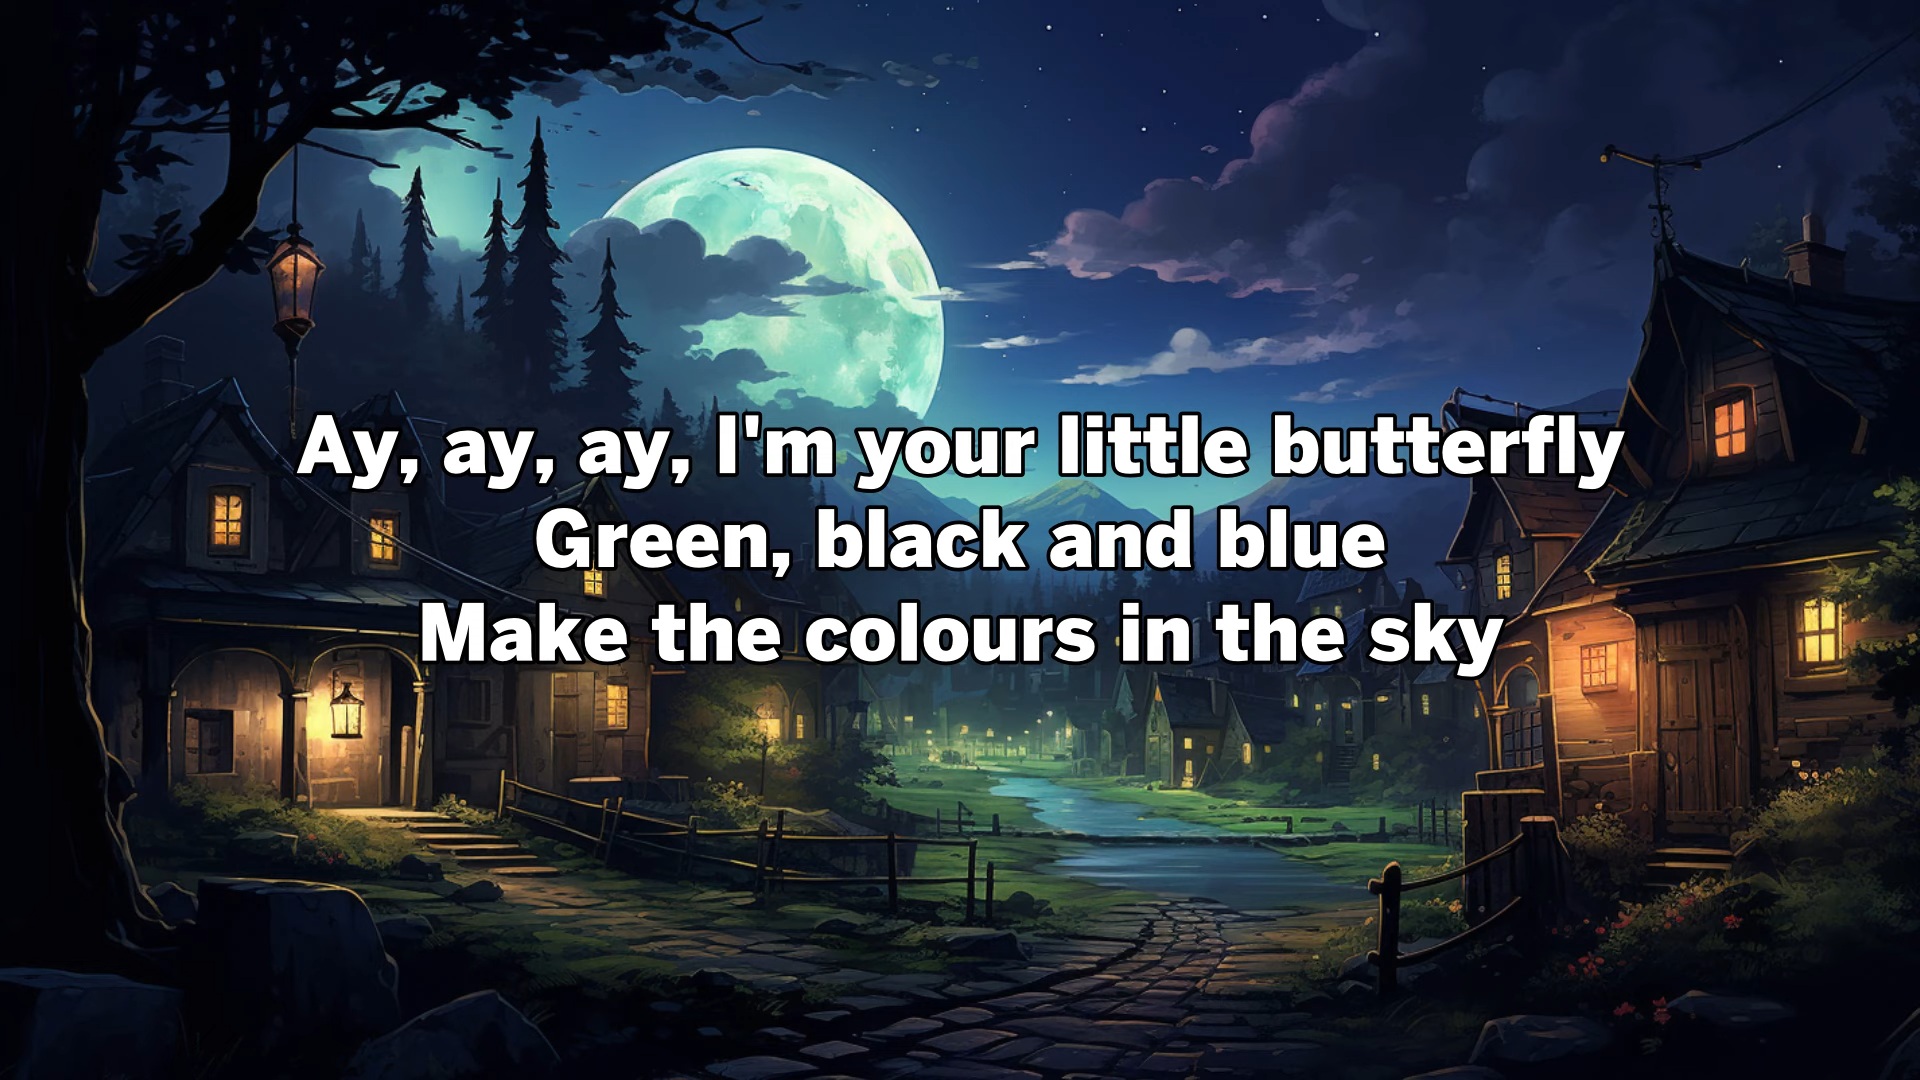 Ay, ay, ay, I'm your little butterfly
Green, black and blue
Make the colours in the sky